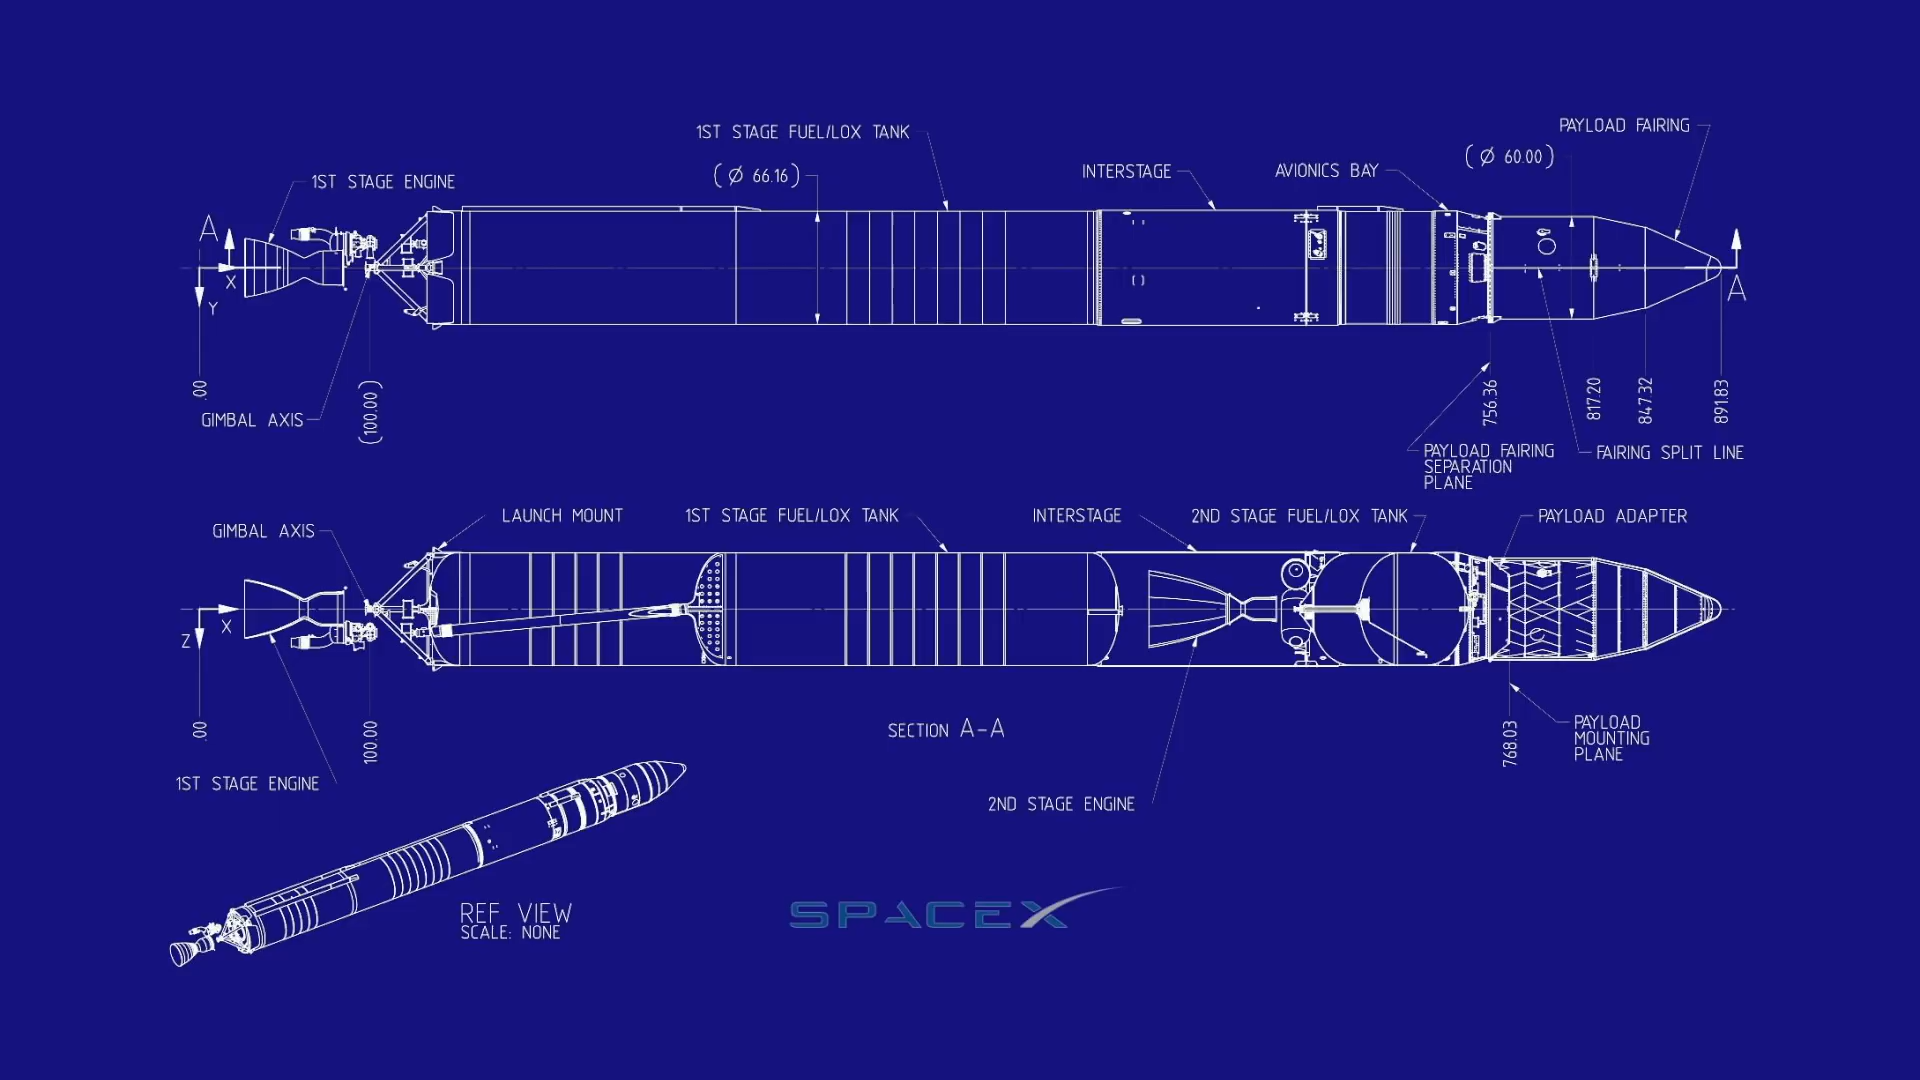 1ST STAGE FUEL/LOX TANK
PAYLOAD FAIRING
( Ø 60.00 )
( Ø 66.16 )
INTERSTAGE
AVIONICS BAY
1ST STAGE ENGINE
A
X
Y
A
.00
GIMBAL AXIS
(100.00)
756.36
817.20
847.32
891.83
PAYLOAD FAIRING
SEPARATION
PLANE
FAIRING SPLIT LINE
GIMBAL AXIS
LAUNCH MOUNT
1ST STAGE FUEL/LOX TANK
INTERSTAGE
2ND STAGE FUEL/LOX TANK
PAYLOAD ADAPTER
X
Z
.00
100.00
SECTION A-A
768.03
PAYLOAD
MOUNTING
PLANE
1ST STAGE ENGINE
2ND STAGE ENGINE
REF VIEW
SCALE: NONE
SPACEX